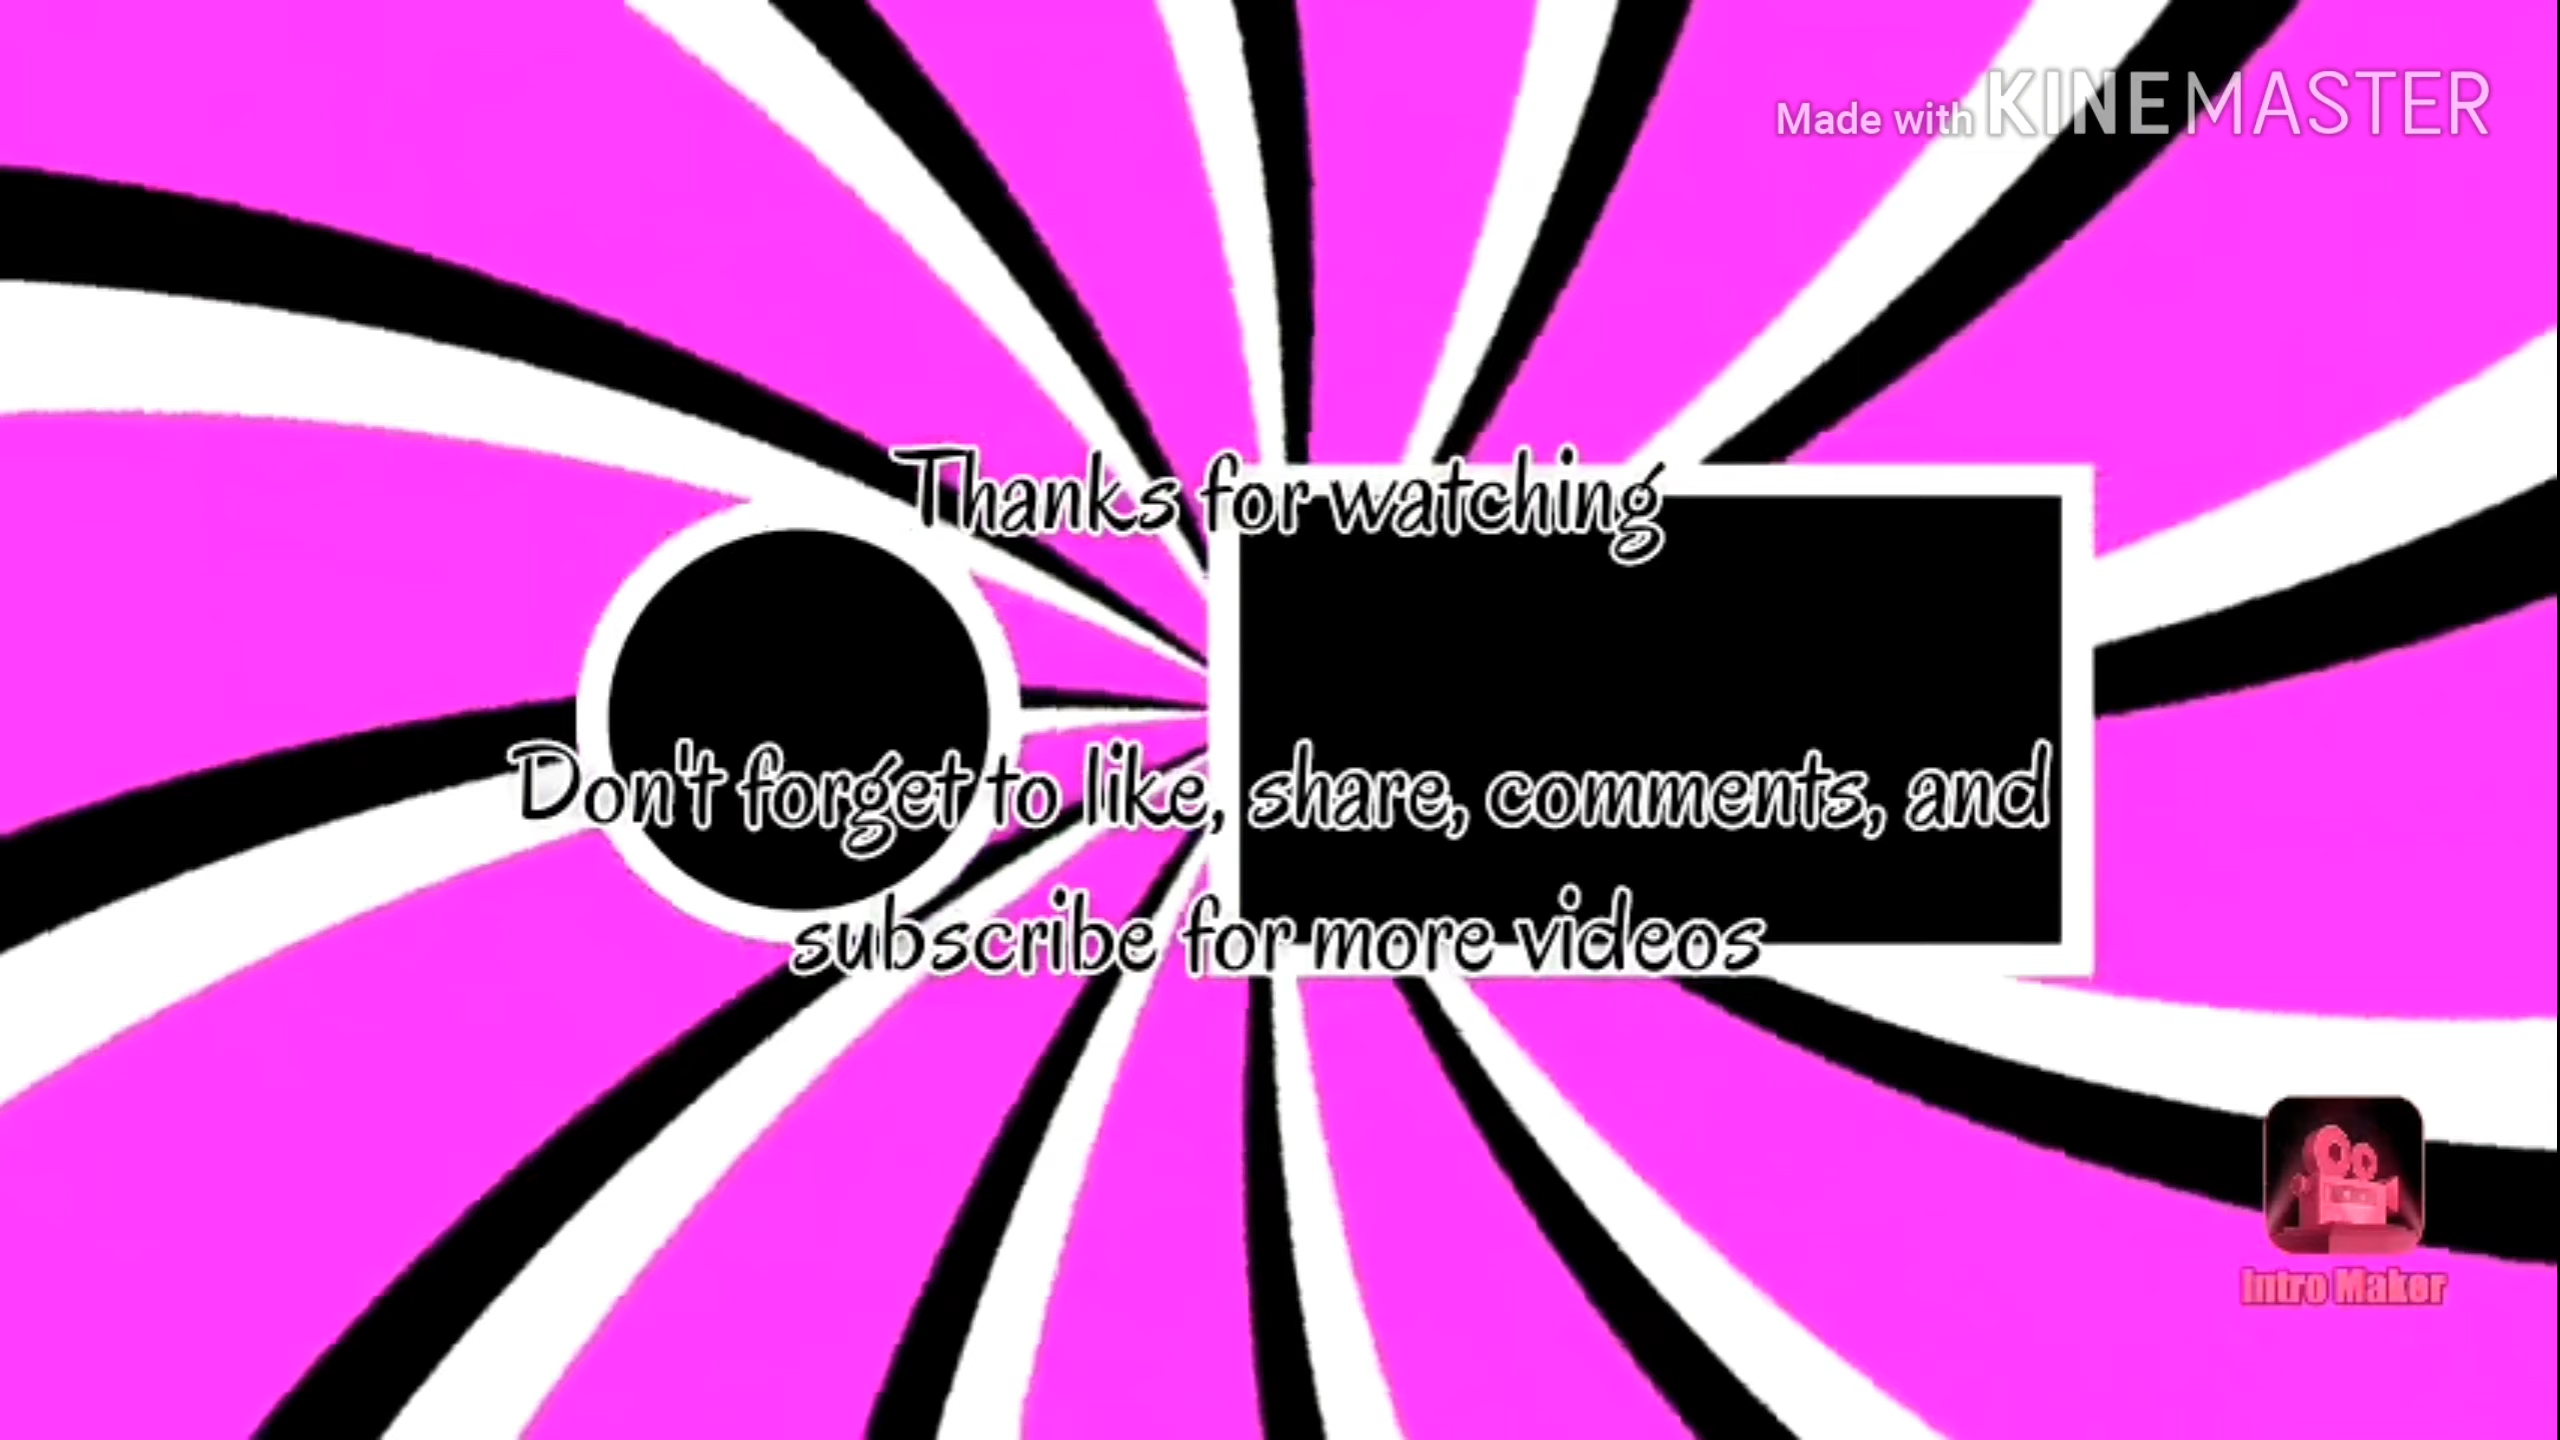 Made with KINEMASTER
Thanks for watching
Don't forget to like, share, comments, and
subscribe for more videos
Intro Maker